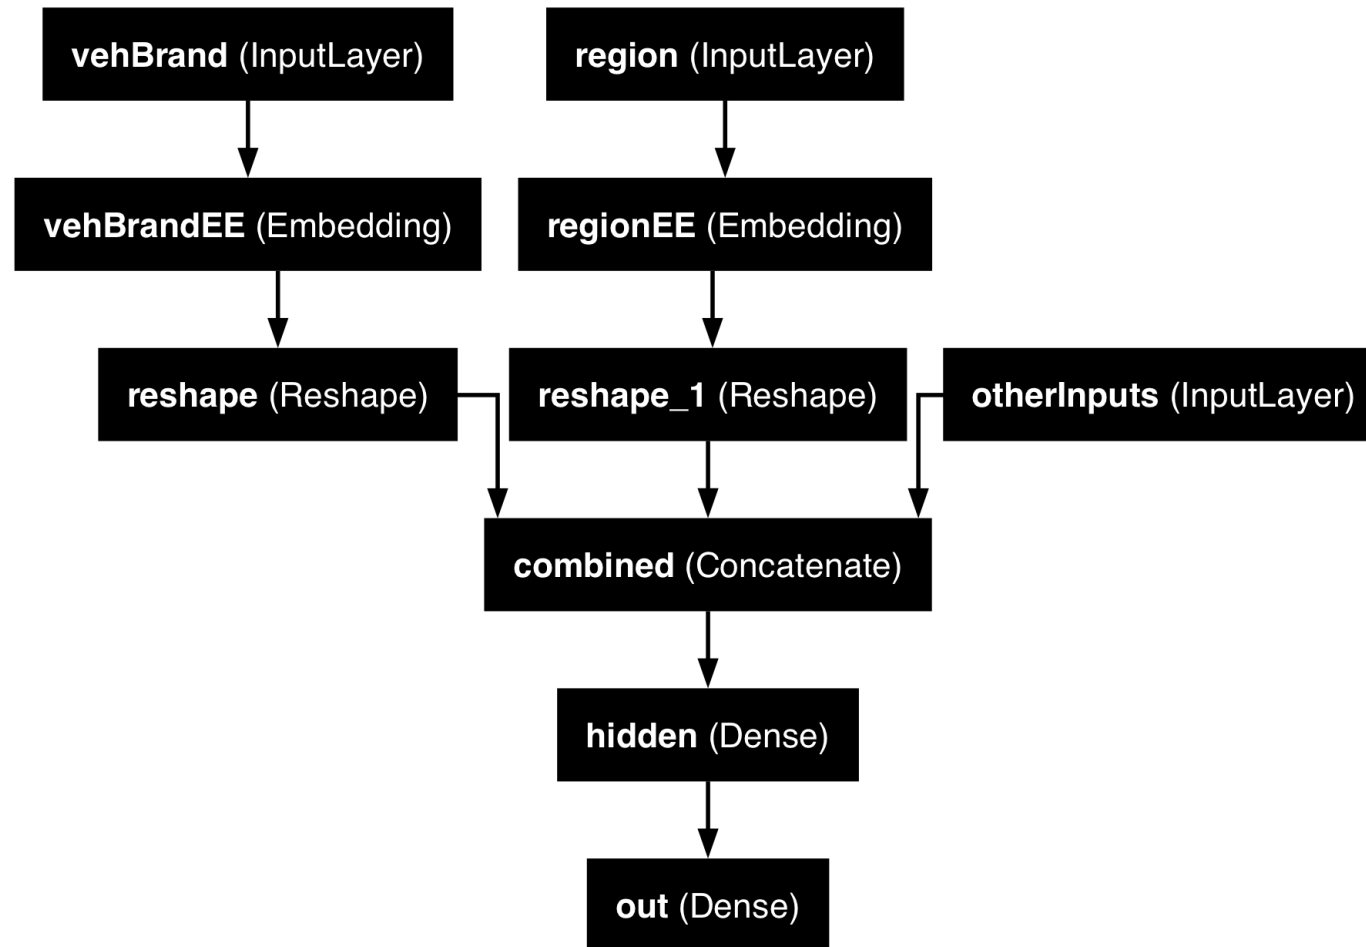 vehBrand (InputLayer)
region (InputLayer)
vehBrandEE (Embedding)
regionEE (Embedding)
reshape (Reshape)
reshape_1 (Reshape)
otherInputs (InputLayer)
combined (Concatenate)
hidden (Dense)
out (Dense)